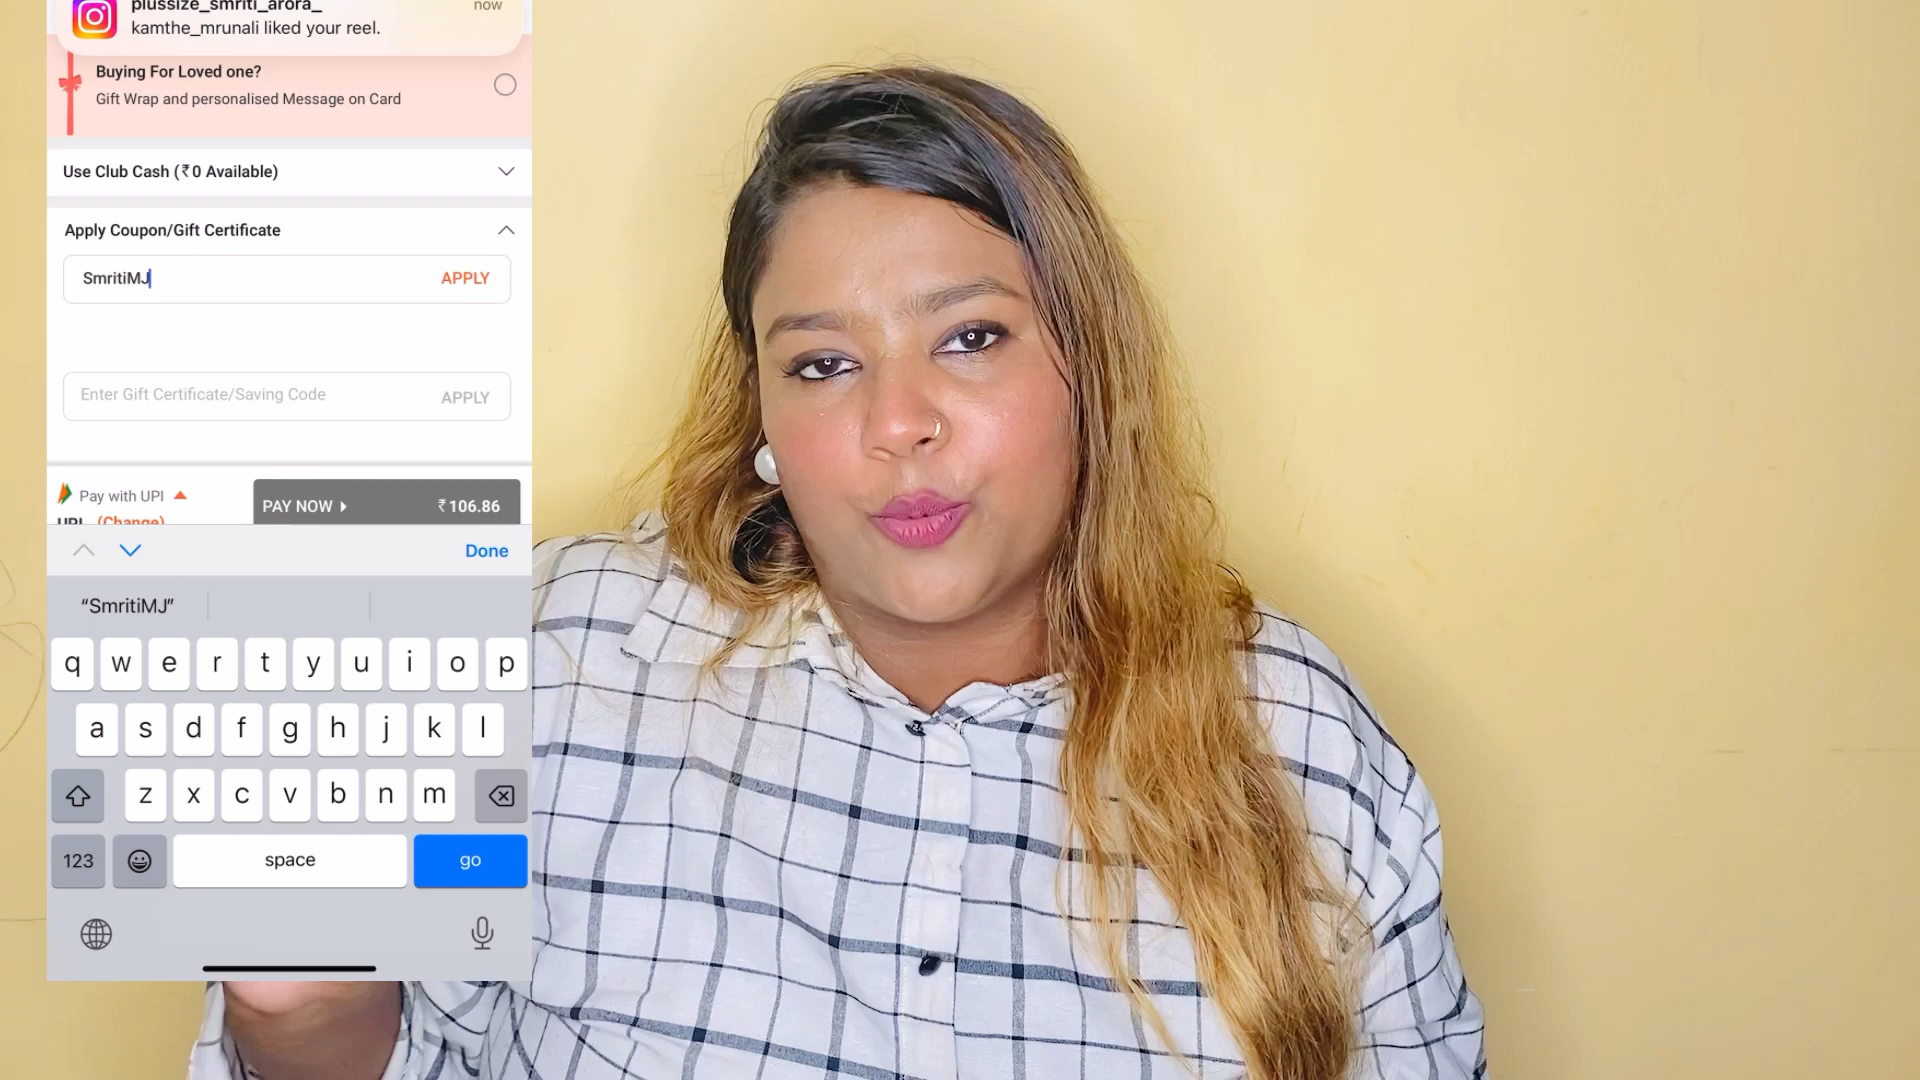 plussize_smriti_arora_
now
kamthe_mrunali liked your reel.
Buying For Loved one?
Gift Wrap and personalised Message on Card
Use Club Cash (₹0 Available)
Apply Coupon/Gift Certificate
SmritiMJ
APPLY
Enter Gift Certificate/Saving Code
APPLY
Pay with UPI
PAY NOW
₹106.86
UPI (Change)
Done
“SmritiMJ”
q w e r t y u i o p
a s d f g h j k l
z x c v b n m
123
space
go